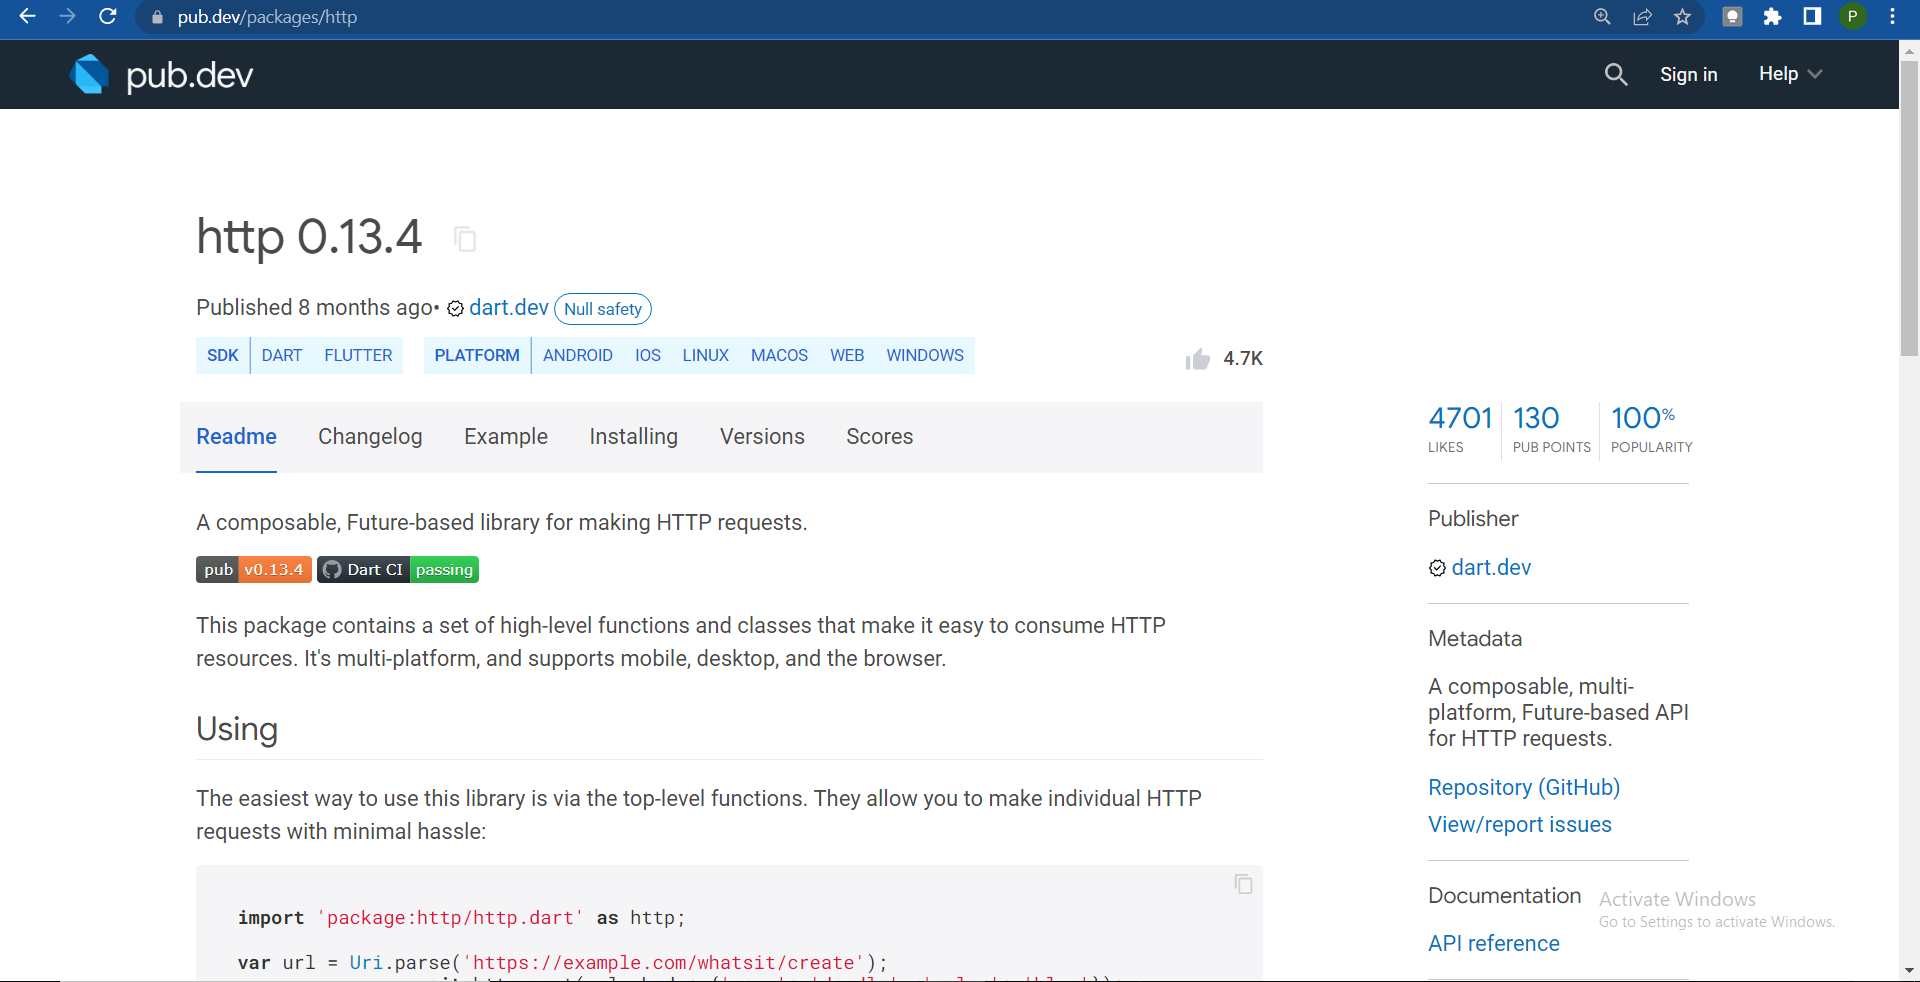 pub.dev/packages/http
P
pub.dev
Sign in
Help
http 0.13.4
Published 8 months ago• dart.dev Null safety
SDK DART FLUTTER PLATFORM ANDROID IOS LINUX MACOS WEB WINDOWS
4.7K
Readme Changelog Example Installing Versions Scores
A composable, Future-based library for making HTTP requests.
pub v0.13.4 Dart CI passing
This package contains a set of high-level functions and classes that make it easy to consume HTTP
resources. It's multi-platform, and supports mobile, desktop, and the browser.
Using
The easiest way to use this library is via the top-level functions. They allow you to make individual HTTP
requests with minimal hassle:
import 'package:http/http.dart' as http;
var url = Uri.parse('https://example.com/whatsit/create');
4701 130 100%
LIKES PUB POINTS POPULARITY
Publisher
dart.dev
Metadata
A composable, multi-
platform, Future-based API
for HTTP requests.
Repository (GitHub)
View/report issues
Documentation
API reference
Activate Windows
Go to Settings to activate Windows.